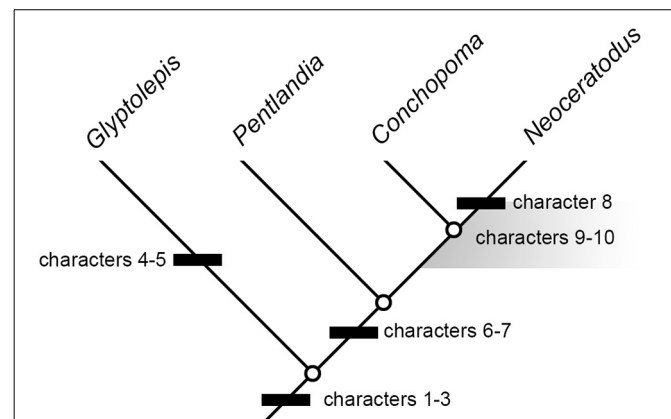 Glyptolepis
Pentlandia
Conchopoma
Neoceratodus
character 8
characters 9-10
characters 4-5
characters 6-7
characters 1-3